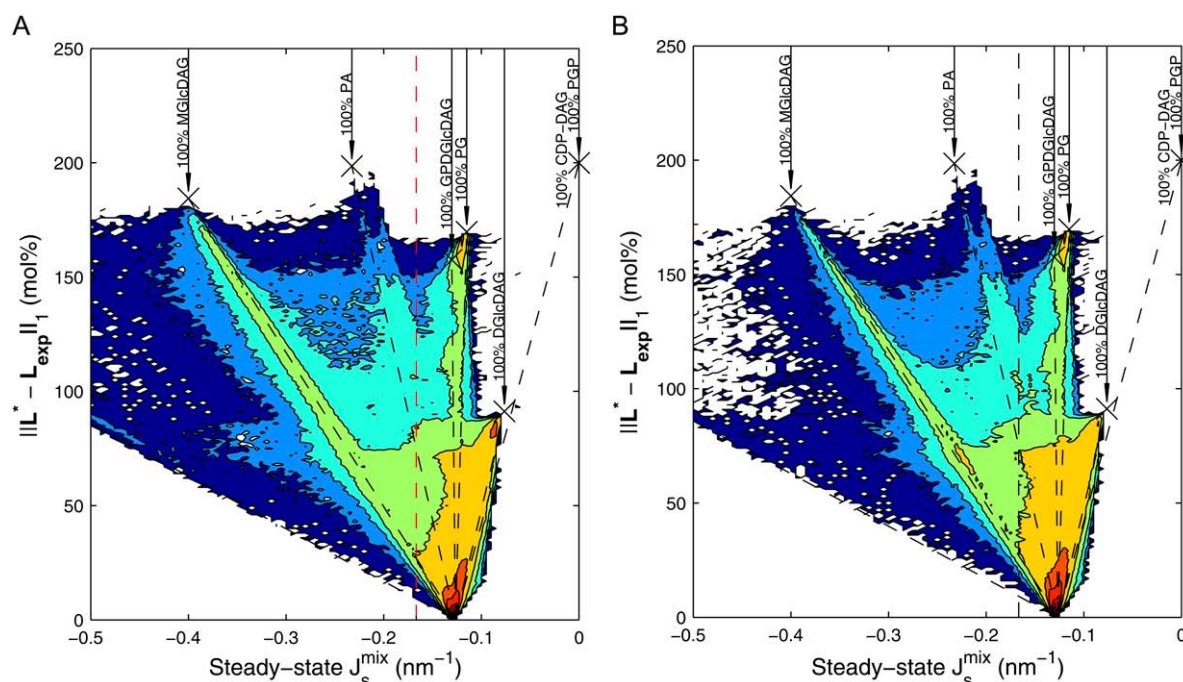 A
250
200
150
100
50
0
||L* – Lexp||1 (mol%)
100% MGlcDAG
100% PA
100% GPDGlcDAG
100% PG
100% DGlcDAG
100% CDP–DAG
100% PGP
−0.5 −0.4 −0.3 −0.2 −0.1 0
Steady–state Jsmix (nm−1)
B
250
200
150
100
50
0
||L* – Lexp||1 (mol%)
100% MGlcDAG
100% PA
100% GPDGlcDAG
100% PG
100% DGlcDAG
100% CDP–DAG
100% PGP
−0.5 −0.4 −0.3 −0.2 −0.1 0
Steady–state Jsmix (nm−1)